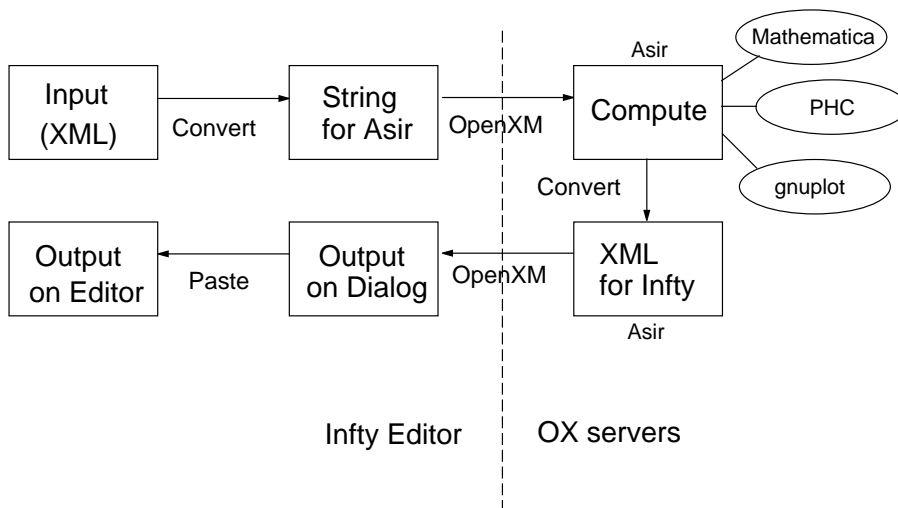 Asir
Mathematica
Input
(XML)
Convert
String
for Asir
OpenXM
Compute
PHC
gnuplot
Convert
Output
on Editor
Paste
Output
on Dialog
OpenXM
XML
for Infty
Asir
Infty Editor
OX servers